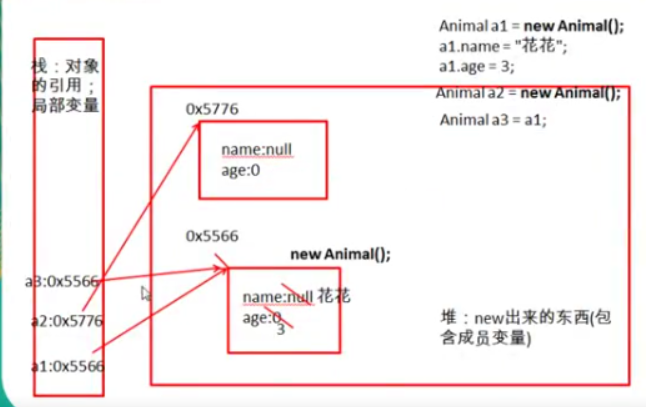 Animal a1 = new Animal();
a1.name = "花花";
a1.age = 3;
Animal a2 = new Animal();
Animal a3 = a1;
栈：对象
的引用；
局部变量
0x5776
name:null
age:0
0x5566
new Animal();
name:null 花花
age:0
3
a3:0x5566
a2:0x5776
a1:0x5566
堆：new出来的东西(包
含成员变量)